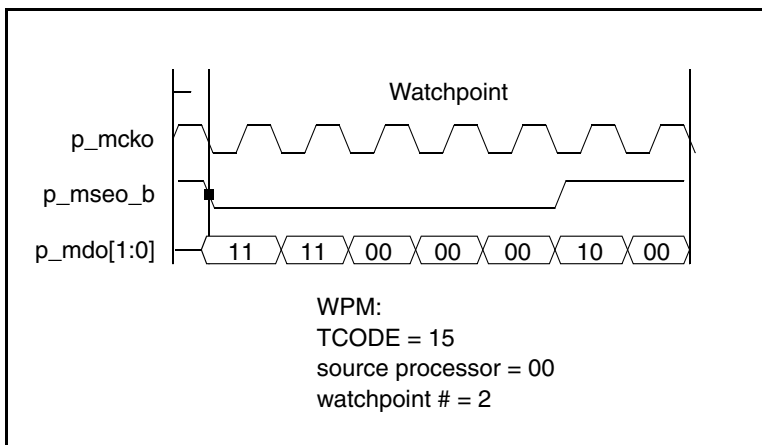 Watchpoint
p_mcko
p_mseo_b
p_mdo[1:0] 11 11 00 00 00 10 00
WPM:
TCODE = 15
source processor = 00
watchpoint # = 2